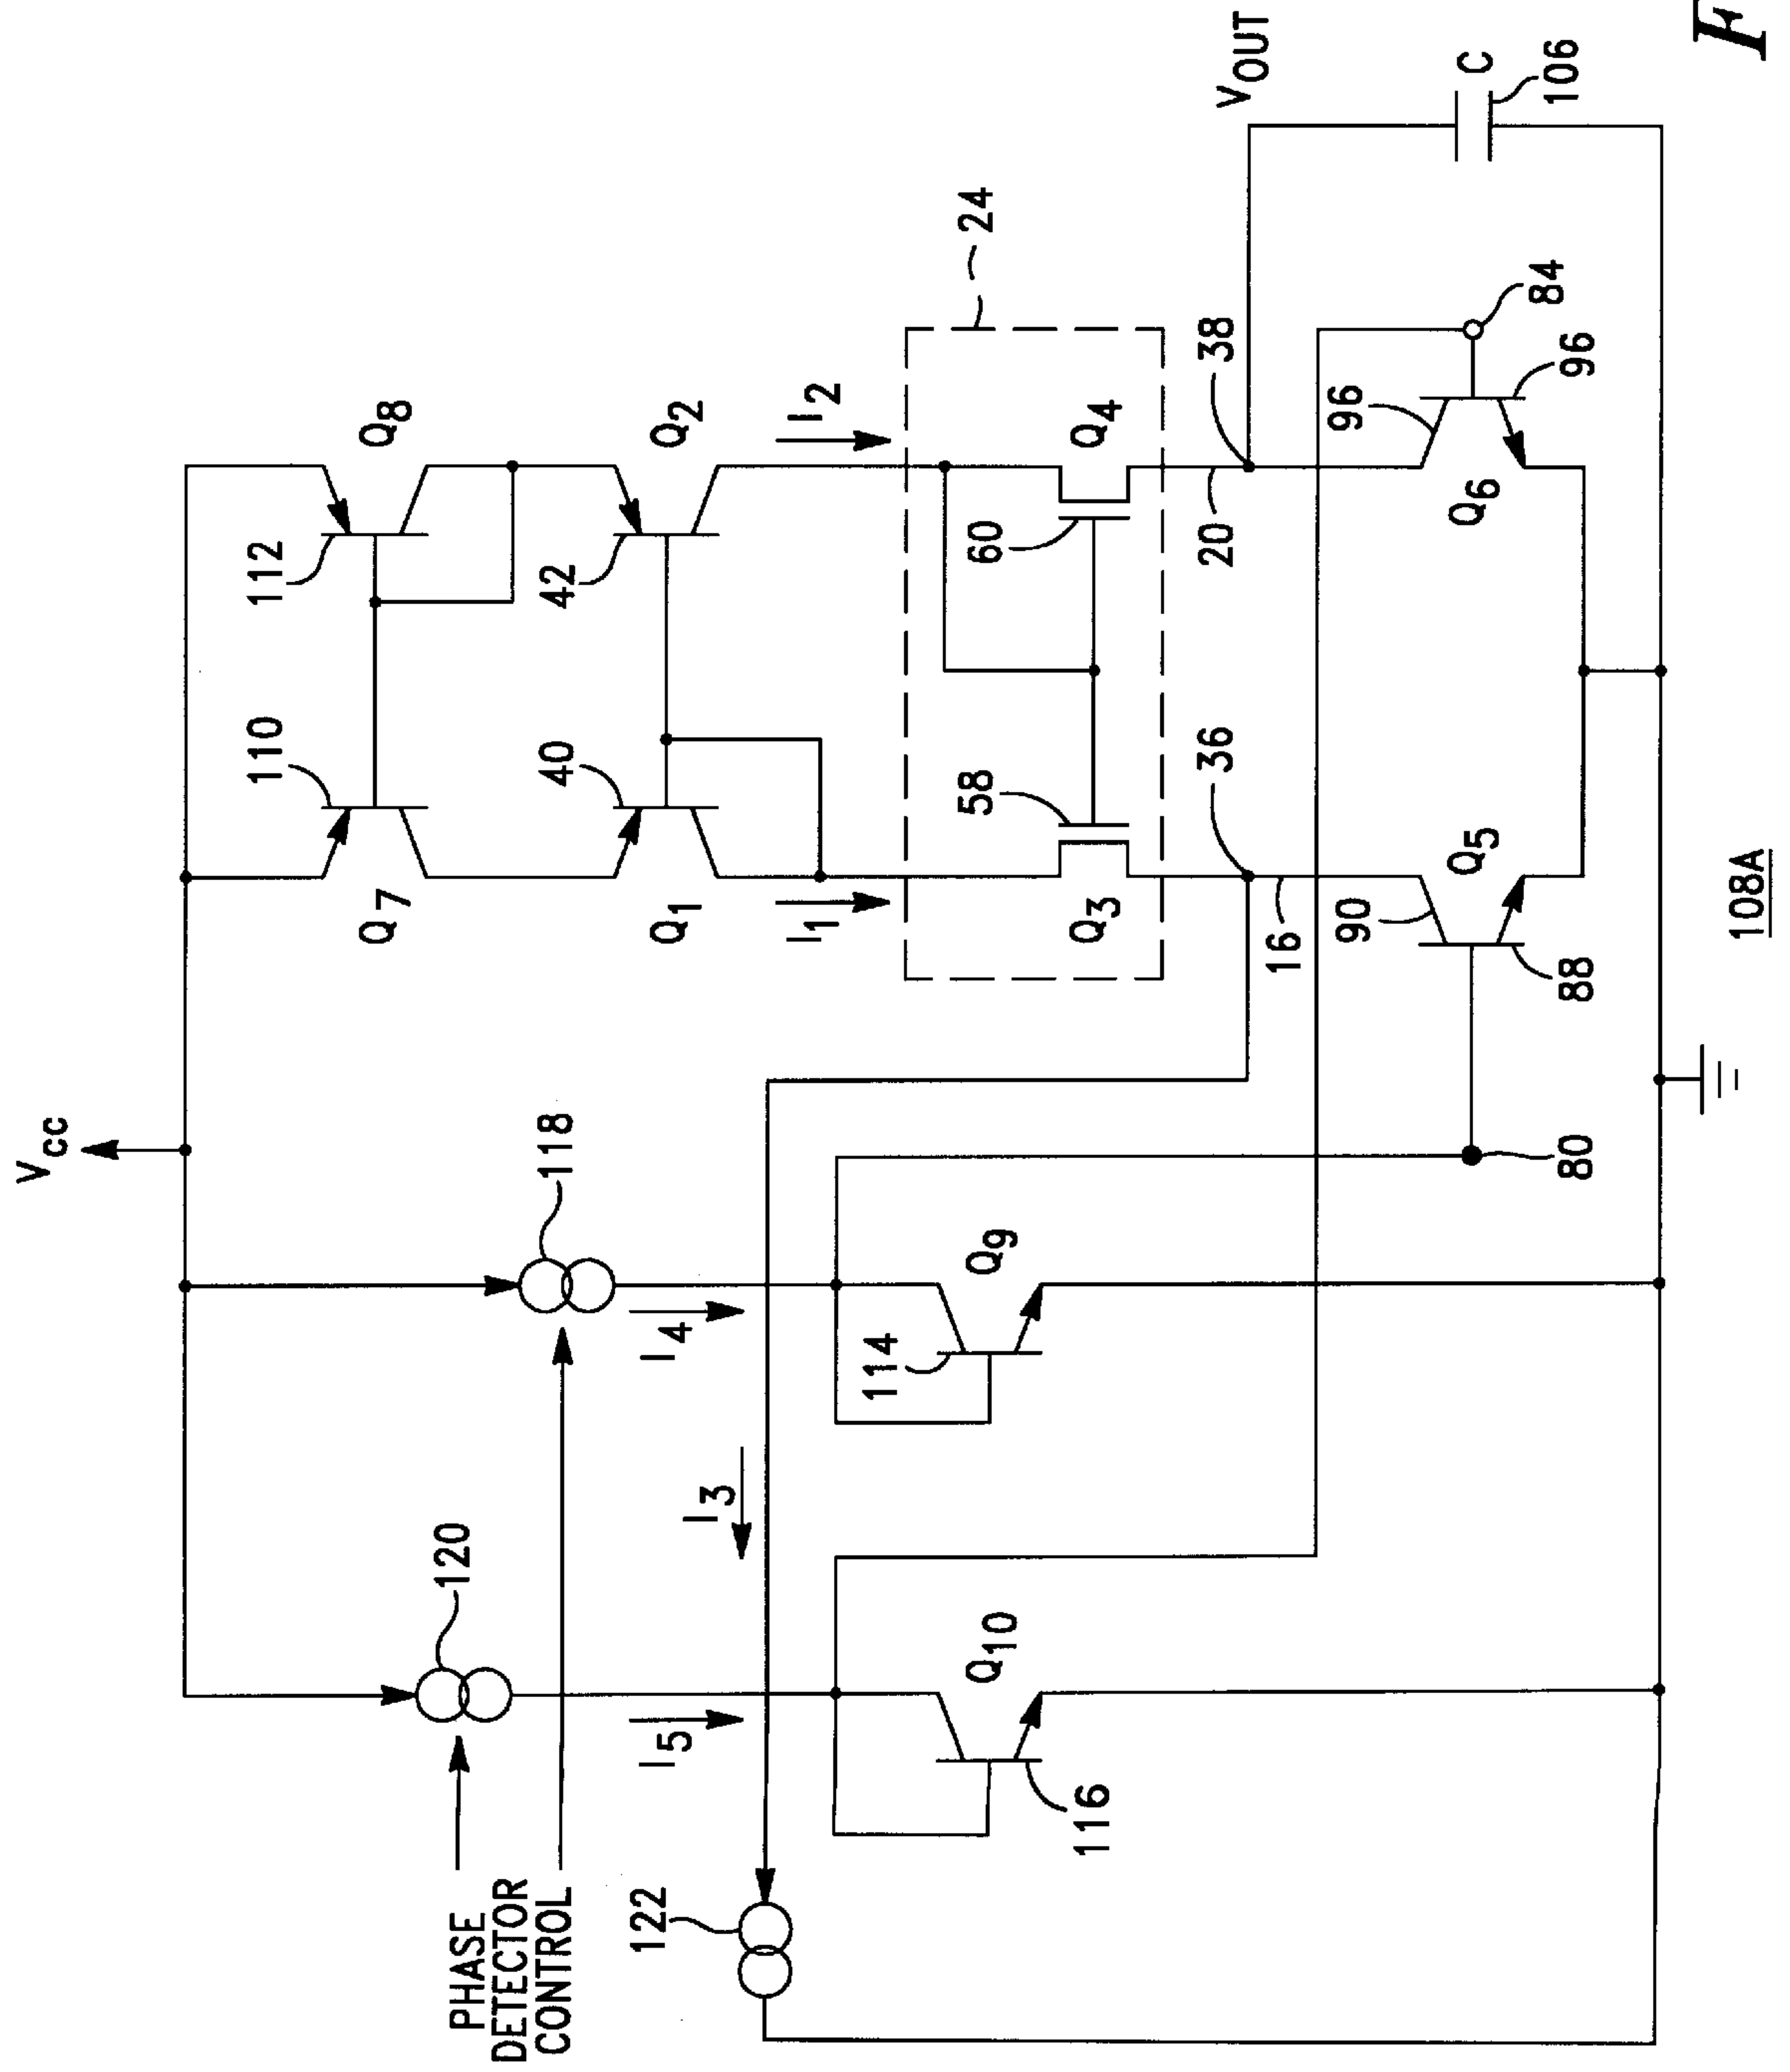 Vcc
110
112
Q7
Q8
120
118
40
42
Q1
Q2
PHASE
DETECTOR
CONTROL
I5
I4
I1
I2
24
122
I3
114
Q9
58
60
Q3
Q4
116
Q10
16
36
20
38
VOUT
90
Q5
Q6
96
84
C
106
80
88
96
108A
F